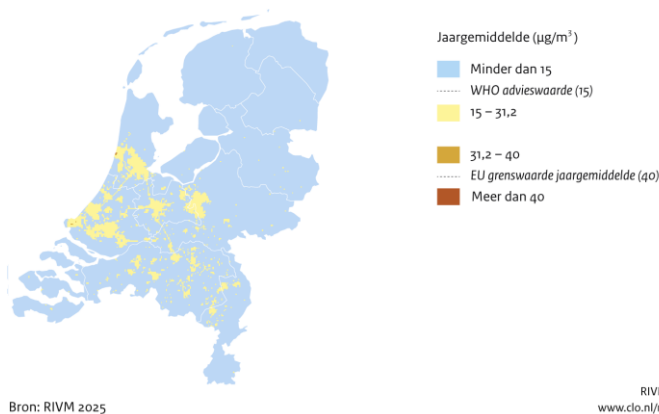 Jaargemiddelde (µg/m³)
Minder dan 15
WHO advieswaarde (15)
15 – 31,2
31,2 – 40
EU grenswaarde jaargemiddelde (40)
Meer dan 40
Bron: RIVM 2025
www.clo.nl/